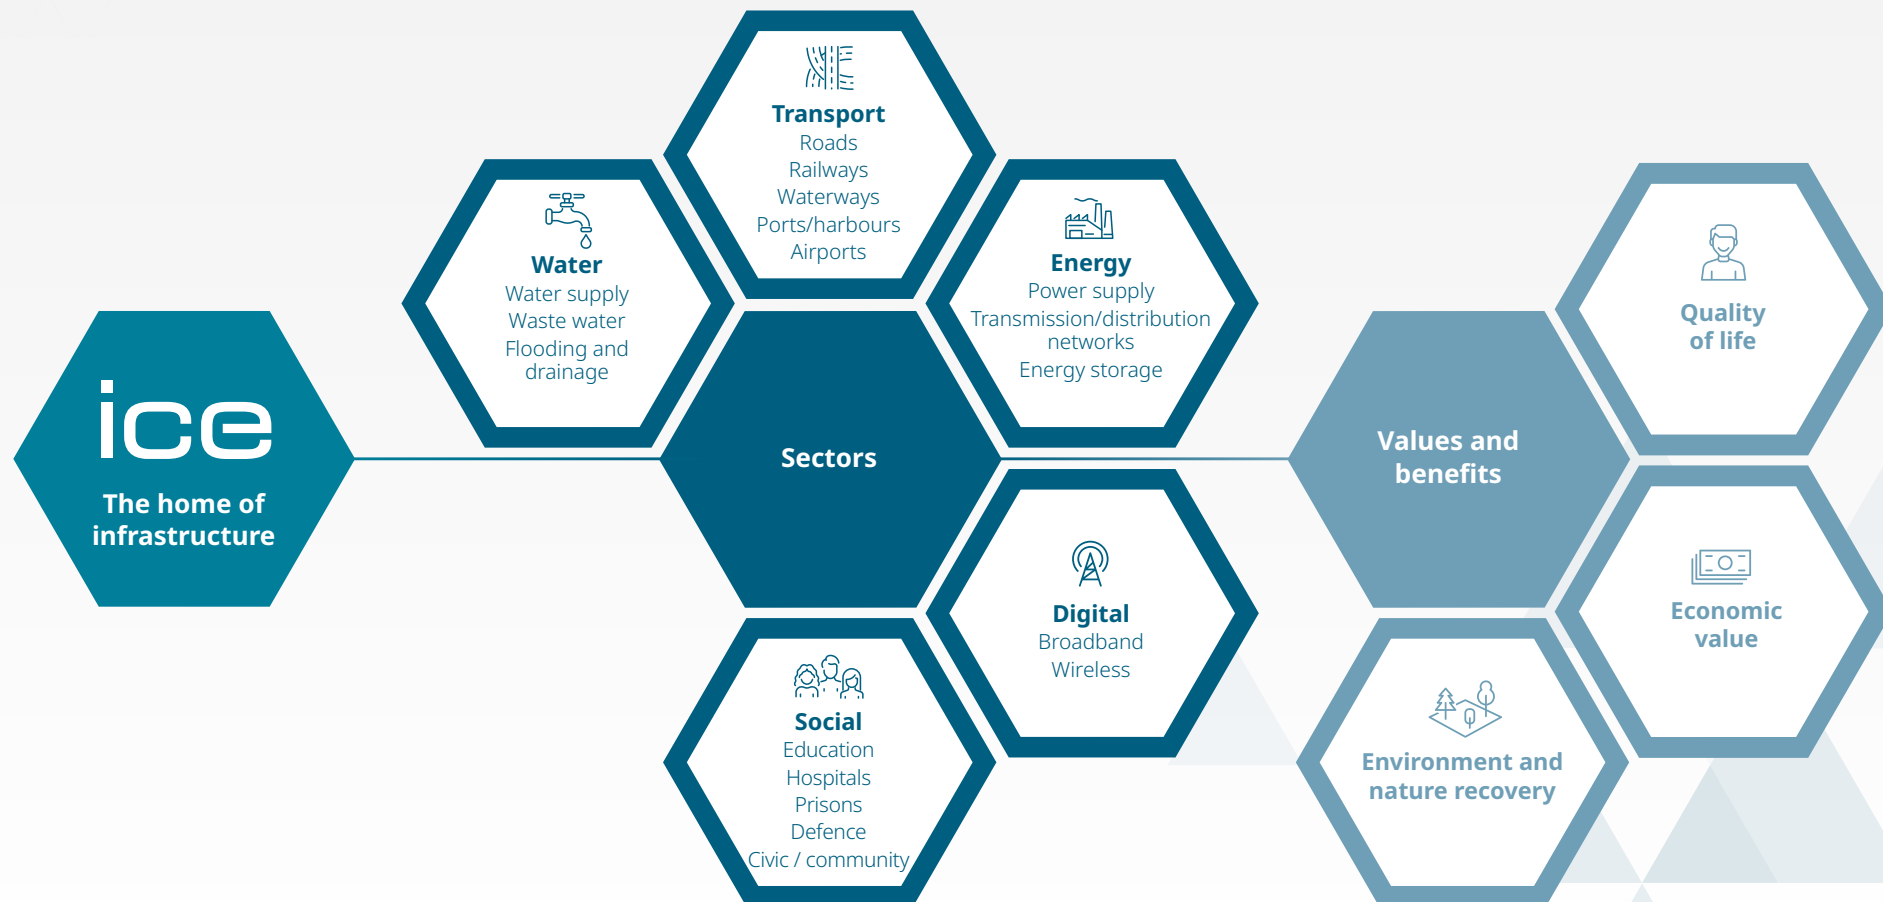 ice
The home of
infrastructure
Water
Water supply
Waste water
Flooding and
drainage
Transport
Roads
Railways
Waterways
Ports/harbours
Airports
Energy
Power supply
Transmission/distribution
networks
Energy storage
Sectors
Digital
Broadband
Wireless
Social
Education
Hospitals
Prisons
Defence
Civic / community
Values and
benefits
Quality
of life
Economic
value
Environment and
nature recovery